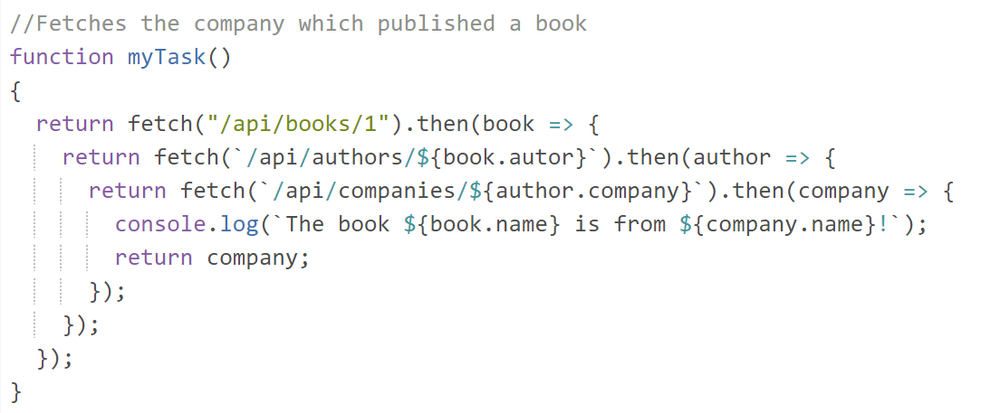 //Fetches the company which published a book
function myTask()
{
  return fetch("/api/books/1").then(book => {
    return fetch(`/api/authors/${book.autor}`).then(author => {
      return fetch(`/api/companies/${author.company}`).then(company => {
        console.log(`The book ${book.name} is from ${company.name}!`);
        return company;
      });
    });
  });
}